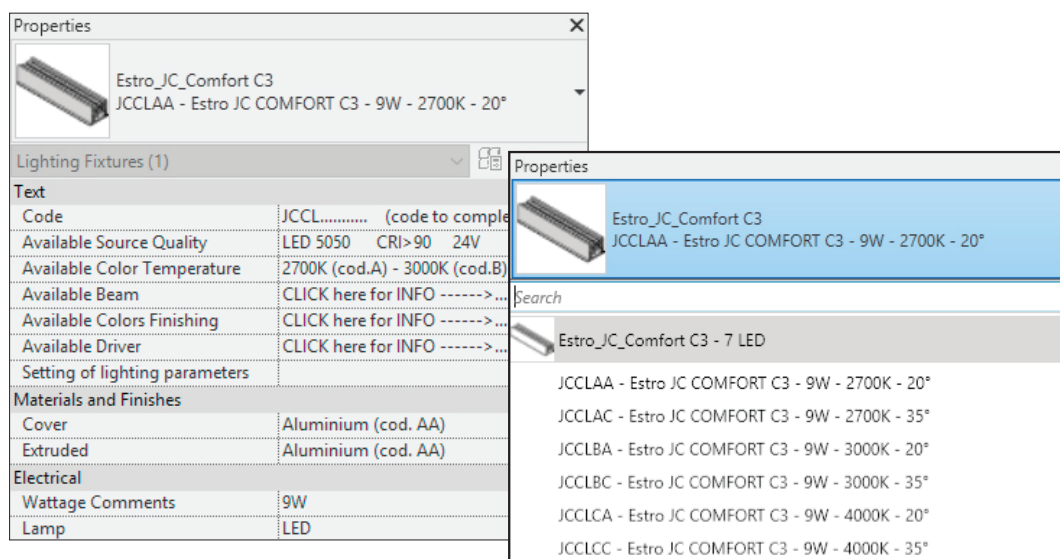 Properties
Estro_JC_Comfort C3
JCCLAA - Estro JC COMFORT C3 - 9W - 2700K - 20°
Lighting Fixtures (1)
Text
Code JCCL........... (code to comple
Available Source Quality LED 5050 CRI>90 24V
Available Color Temperature 2700K (cod.A) - 3000K (cod.B)
Available Beam CLICK here for INFO ------>...
Available Colors Finishing CLICK here for INFO ------>...
Available Driver CLICK here for INFO ------>...
Setting of lighting parameters
Materials and Finishes
Cover Aluminium (cod. AA)
Extruded Aluminium (cod. AA)
Electrical
Wattage Comments 9W
Lamp LED
Properties
Estro_JC_Comfort C3
JCCLAA - Estro JC COMFORT C3 - 9W - 2700K - 20°
Search
Estro_JC_Comfort C3 - 7 LED
JCCLAA - Estro JC COMFORT C3 - 9W - 2700K - 20°
JCCLAC - Estro JC COMFORT C3 - 9W - 2700K - 35°
JCCLBA - Estro JC COMFORT C3 - 9W - 3000K - 20°
JCCLBC - Estro JC COMFORT C3 - 9W - 3000K - 35°
JCCLCA - Estro JC COMFORT C3 - 9W - 4000K - 20°
JCCLCC - Estro JC COMFORT C3 - 9W - 4000K - 35°